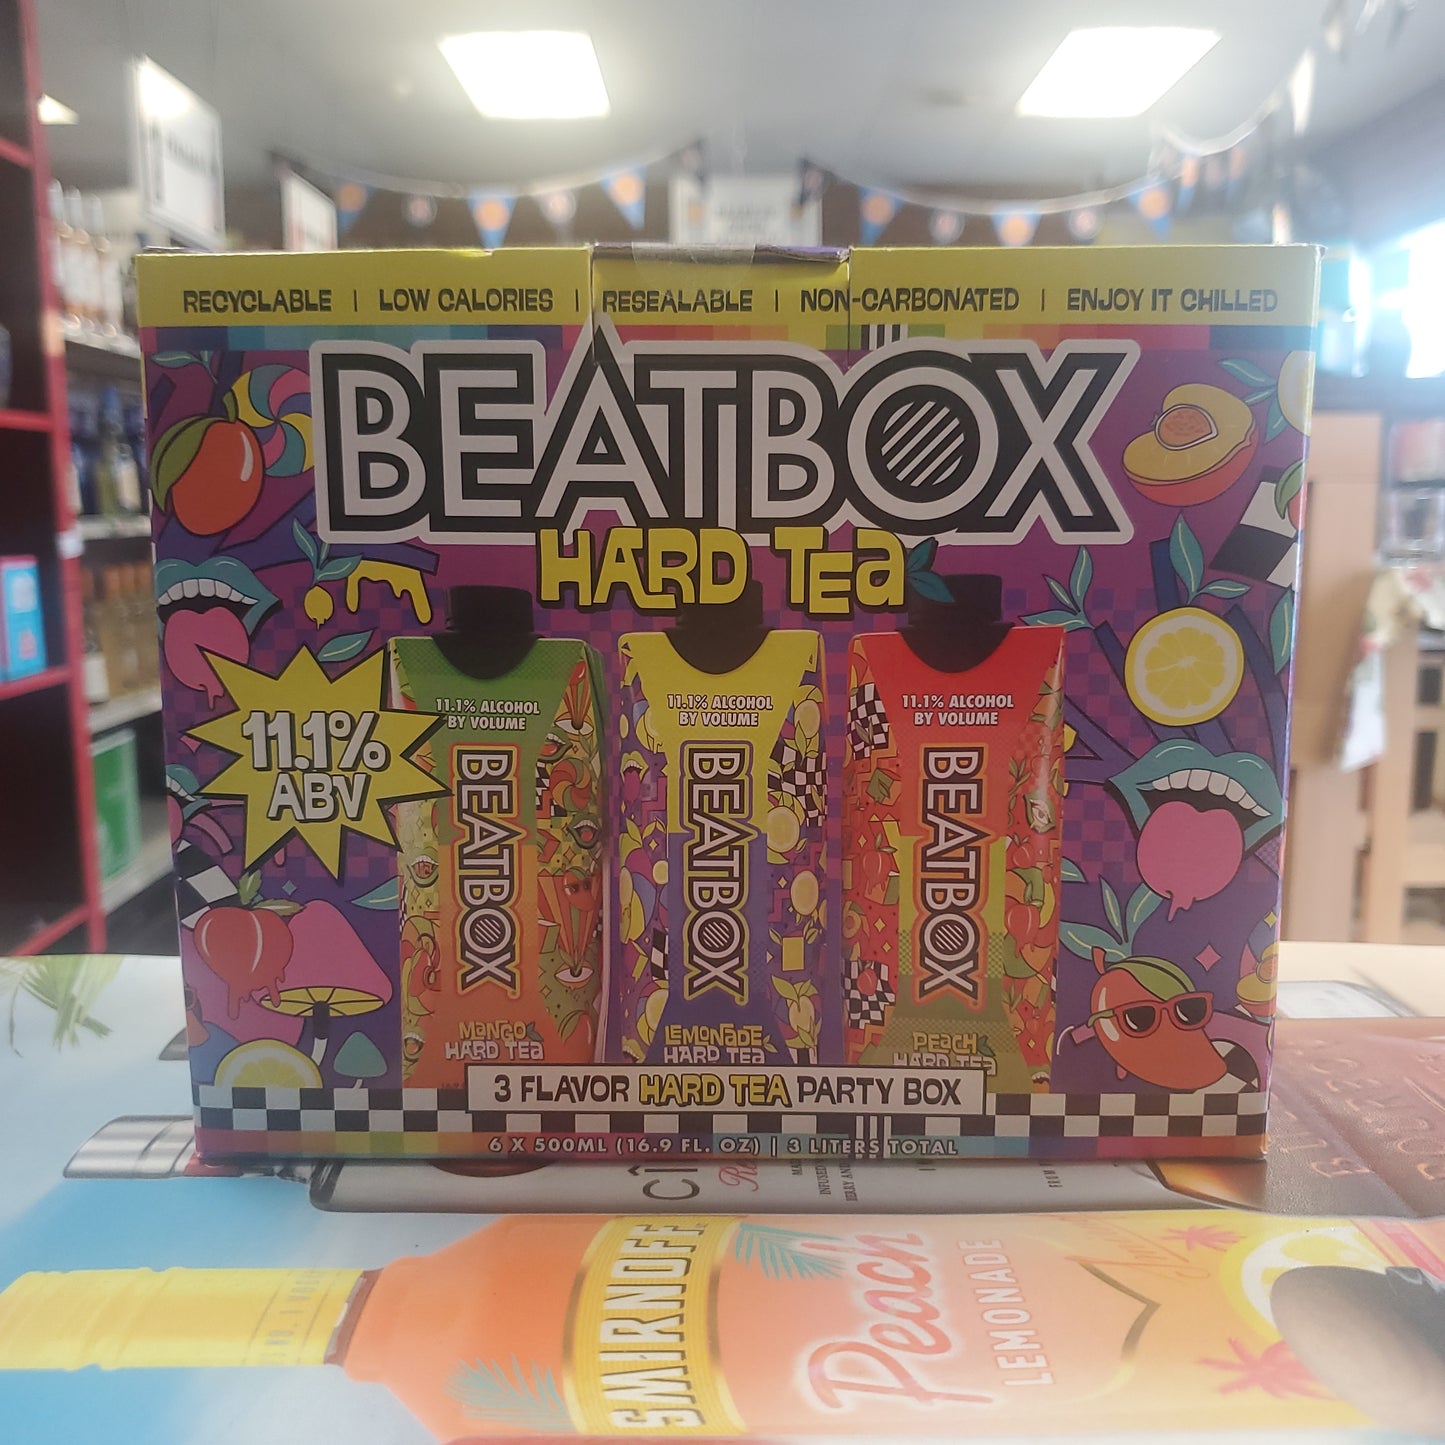 RECYCLABLE | LOW CALORIES | RESEALABLE | NON-CARBONATED | ENJOY IT CHILLED
BEATBOX
HARD TEA
11.1%
ABV
11.1% ALCOHOL
BY VOLUME
BEATBOX
MANGO
HARD TEA
11.1% ALCOHOL
BY VOLUME
BEATBOX
LEMONADE
HARD TEA
11.1% ALCOHOL
BY VOLUME
BEATBOX
PEACH
HARD TEA
3 FLAVOR HARD TEA PARTY BOX
6 X 500ML (16.9 FL. OZ) | 3 LITERS TOTAL
SMIRNOFF
Peach
LEMONADE